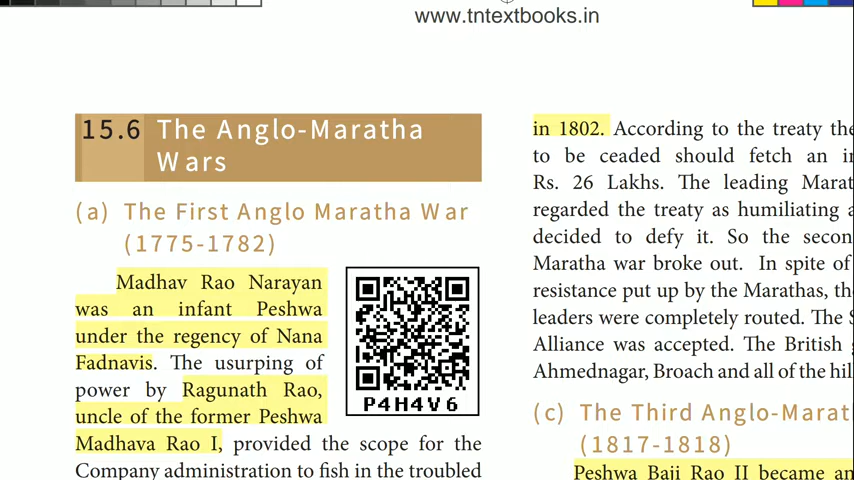 www.tntextbooks.in
15.6 The Anglo-Maratha
Wars
(a) The First Anglo Maratha War
(1775-1782)
Madhav Rao Narayan
was an infant Peshwa
under the regency of Nana
Fadnavis. The usurping of
power by Ragunath Rao,
uncle of the former Peshwa
Madhava Rao I, provided the scope for the
Company administration to fish in the troubled
P4H4V6
in 1802. According to the treaty the
to be ceaded should fetch an
Rs. 26 Lakhs. The leading
regarded the treaty as humiliating
decided to defy it. So the
Maratha war broke out. In spite of
resistance put up by the Marathas,
leaders were completely routed. The
Alliance was accepted. The British
Ahmednagar, Broach and all of the
(c) The Third
(1817-1818)
Peshwa Baji Rao II became